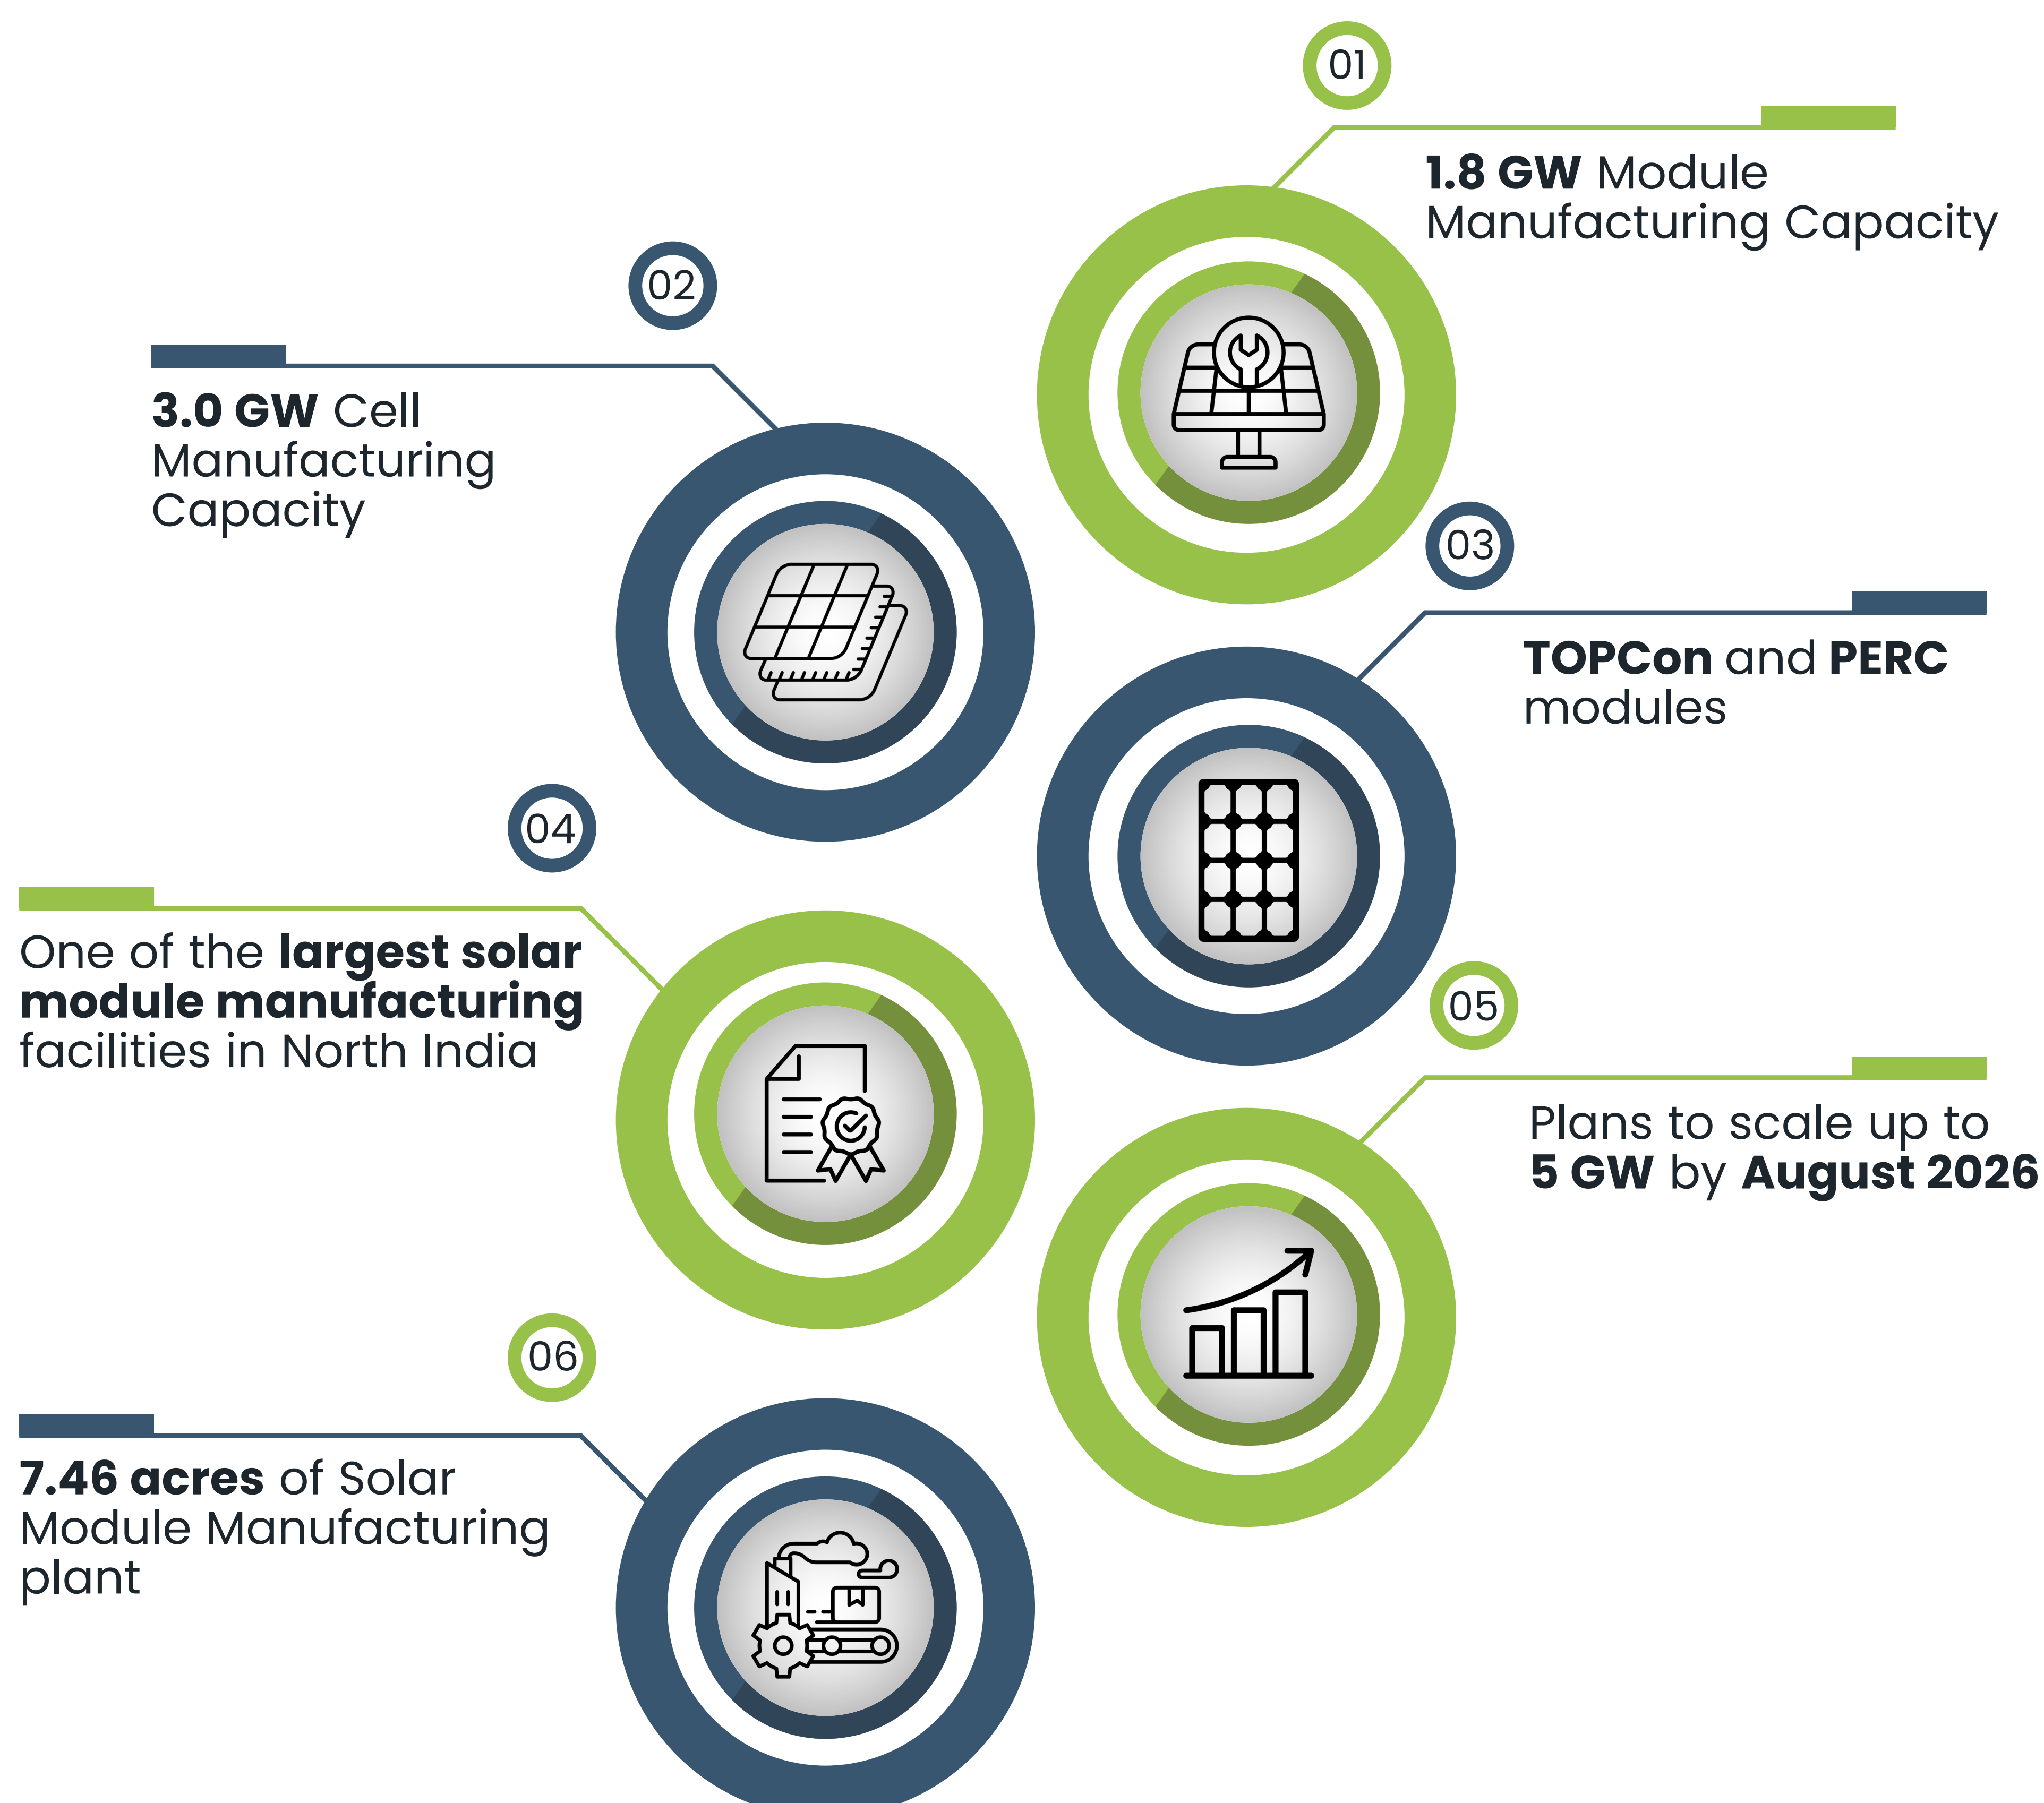 01
1.8 GW Module
Manufacturing Capacity
02
3.0 GW Cell
Manufacturing
Capacity
03
TOPCon and PERC
modules
04
One of the largest solar
module manufacturing
facilities in North India
05
Plans to scale up to
5 GW by August 2026
06
7.46 acres of Solar
Module Manufacturing
plant